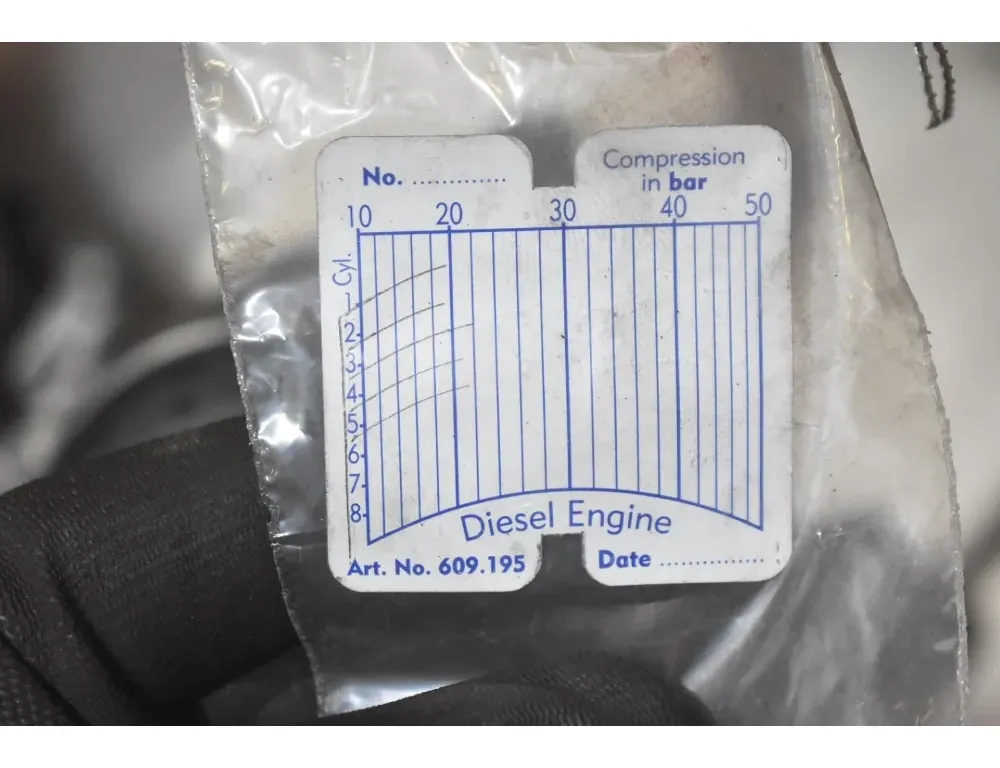 No. .............
Compression
in bar
10 20 30 40 50
Cyl.
1
2
3
4
5
6
7
8
Diesel Engine
Art. No. 609.195
Date ...............